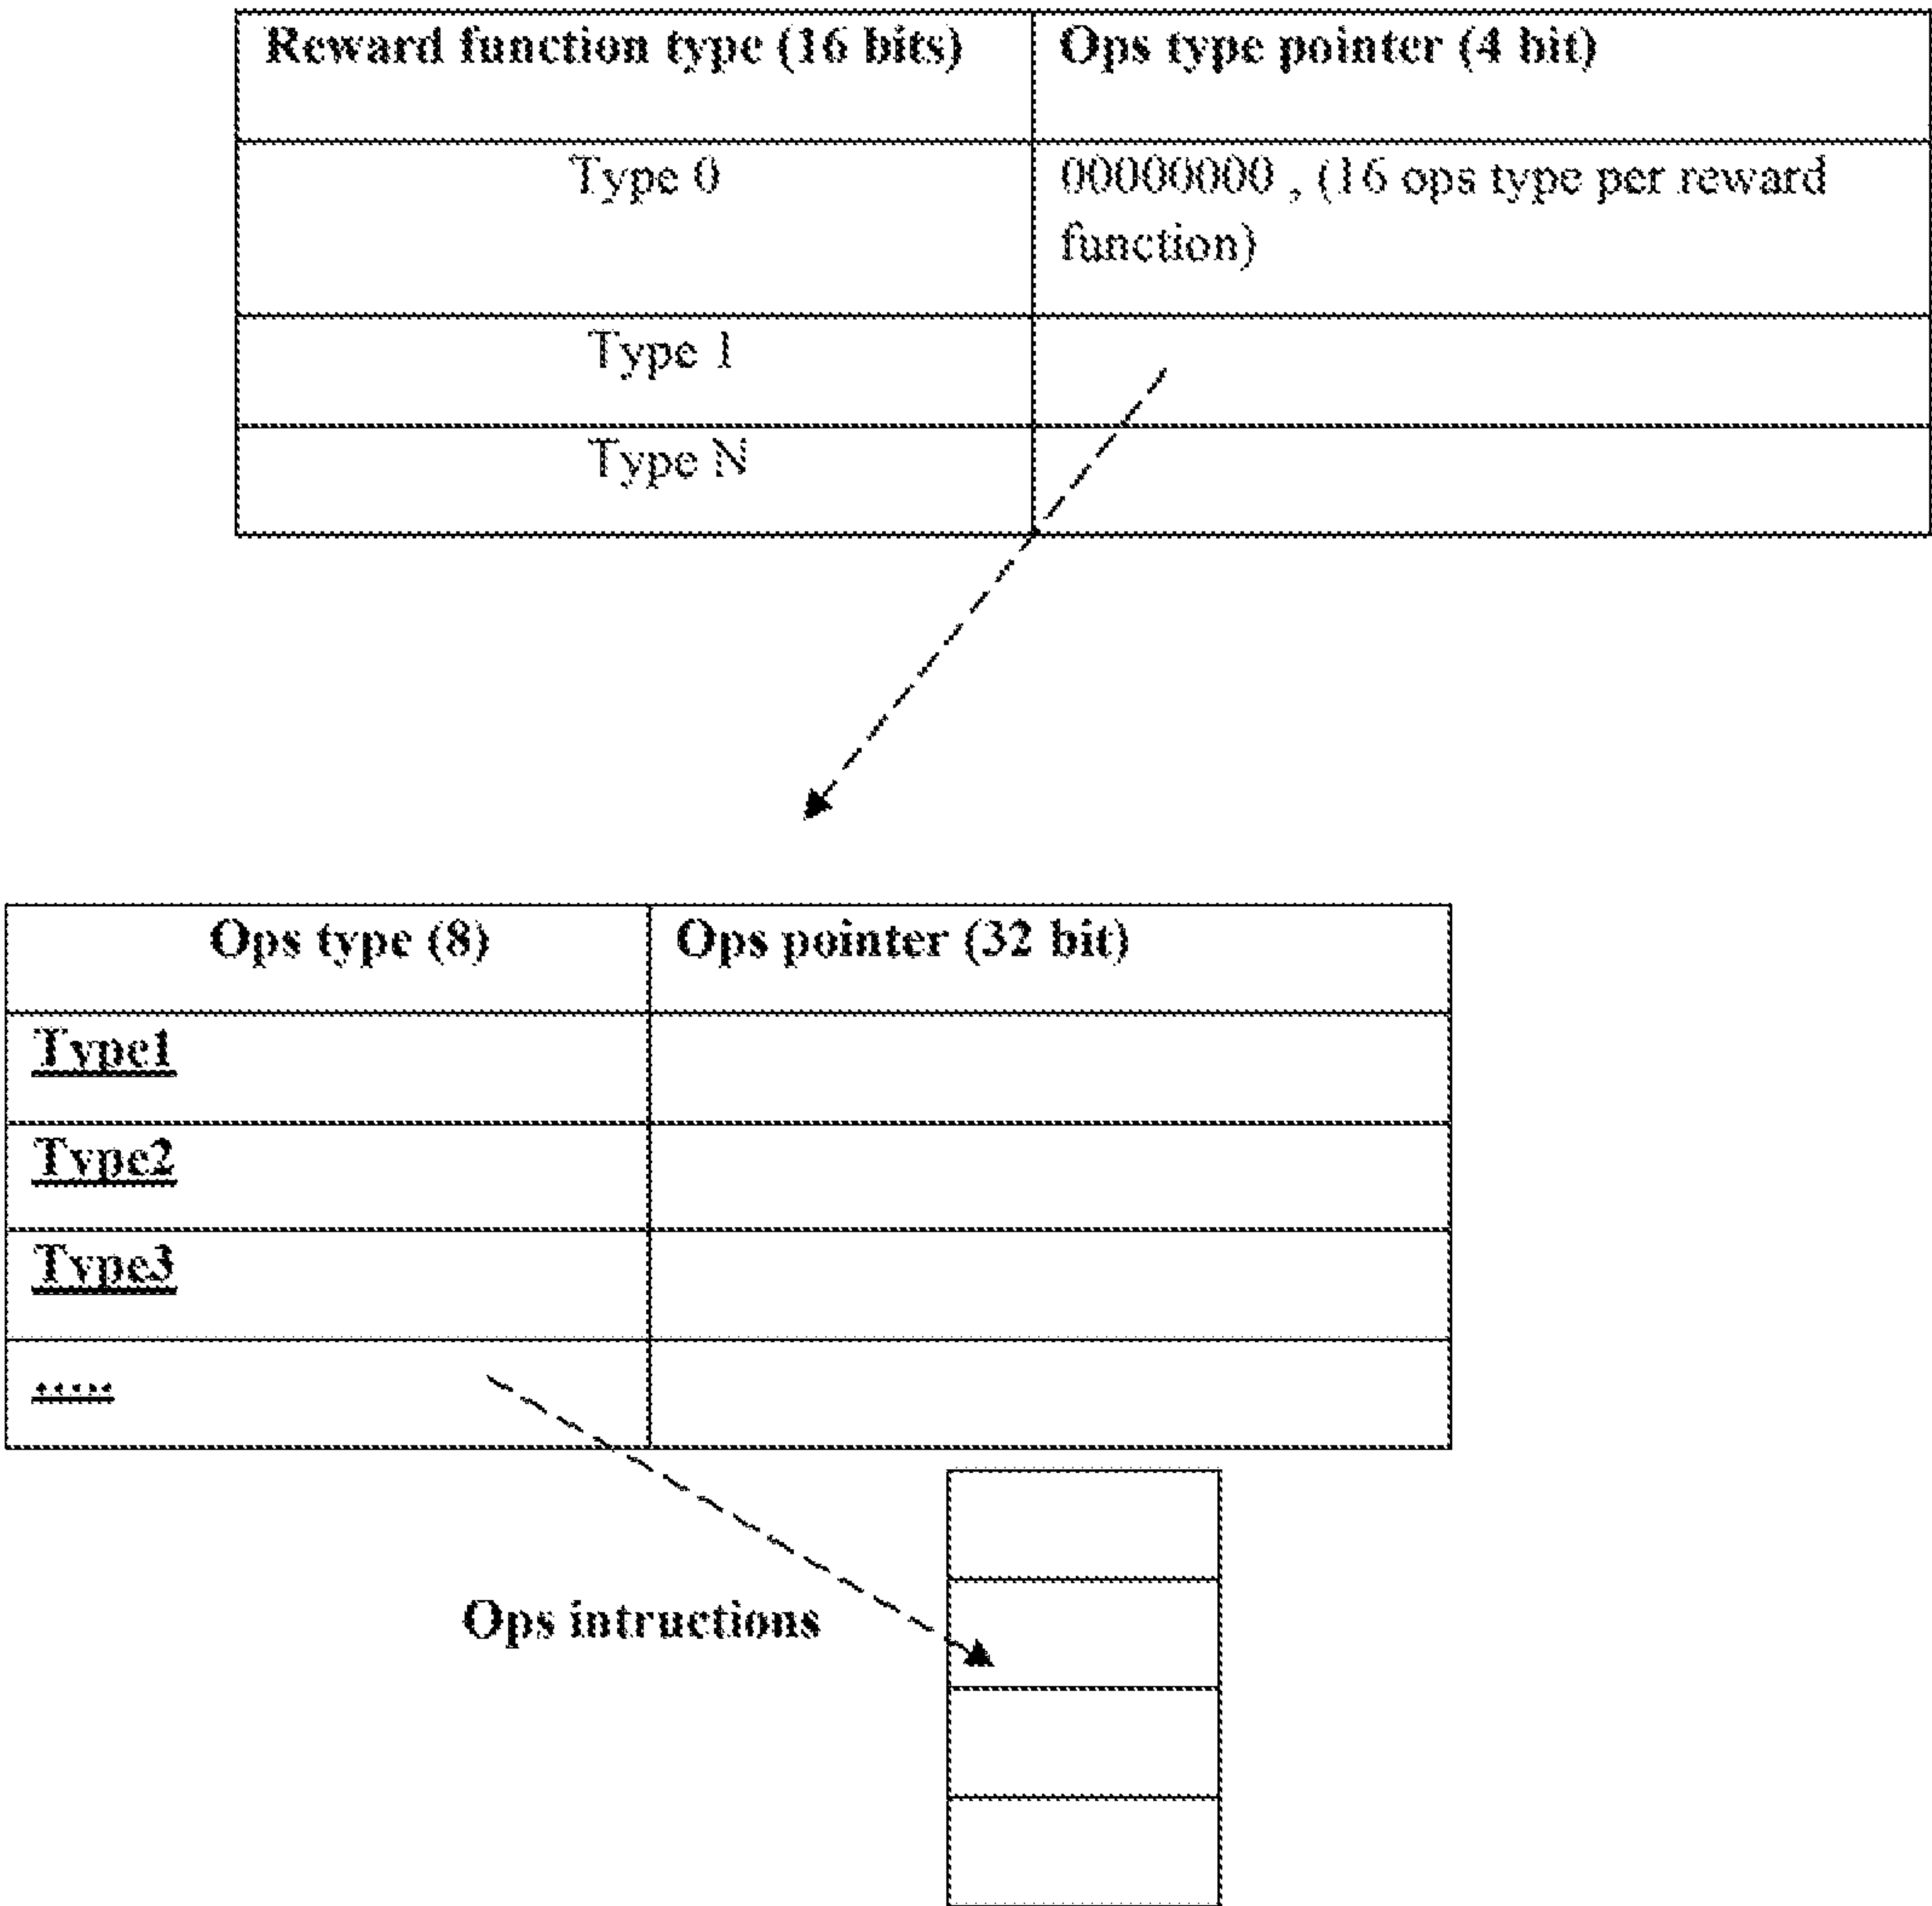 Reward function type (16 bits)
Ops type pointer (4 bit)
Type 0
00000000 , (16 ops type per reward
function)
Type 1
Type N
Ops type (8)
Ops pointer (32 bit)
Type1
Type2
Type3
.....
Ops intructions